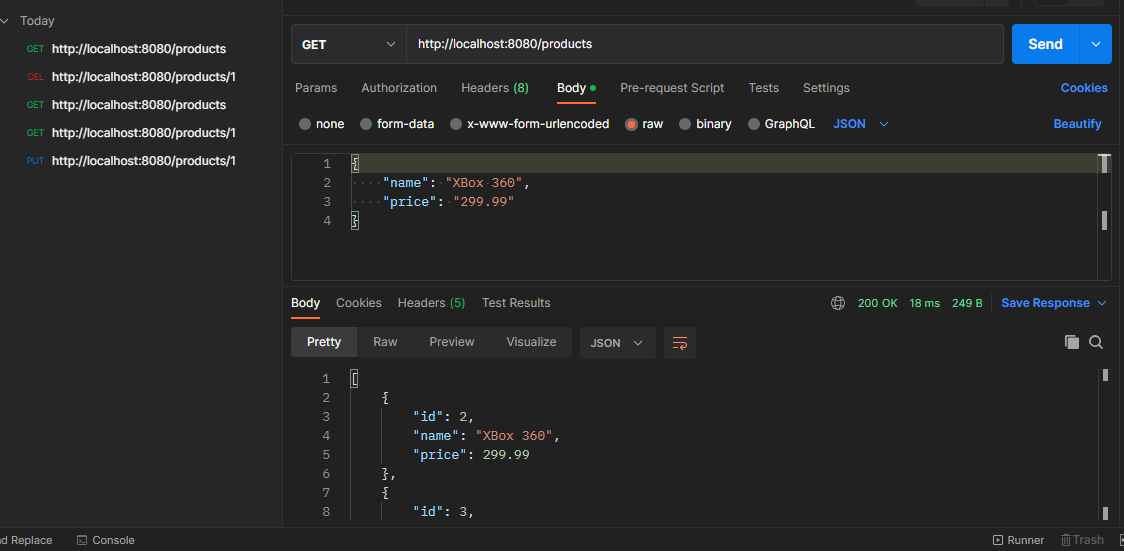 Today
GET http://localhost:8080/products
DEL http://localhost:8080/products/1
GET http://localhost:8080/products
GET http://localhost:8080/products/1
PUT http://localhost:8080/products/1
GET http://localhost:8080/products Send
Params Authorization Headers (8) Body Pre-request Script Tests Settings Cookies
none form-data x-www-form-urlencoded raw binary GraphQL JSON Beautify
1 {
2 "name": "XBox 360",
3 "price": "299.99"
4 }
Body Cookies Headers (5) Test Results 200 OK 18 ms 249 B Save Response
Pretty Raw Preview Visualize JSON
1 [
2 {
3 "id": 2,
4 "name": "XBox 360",
5 "price": 299.99
6 },
7 {
8 "id": 3,
d Replace Console Runner Trash